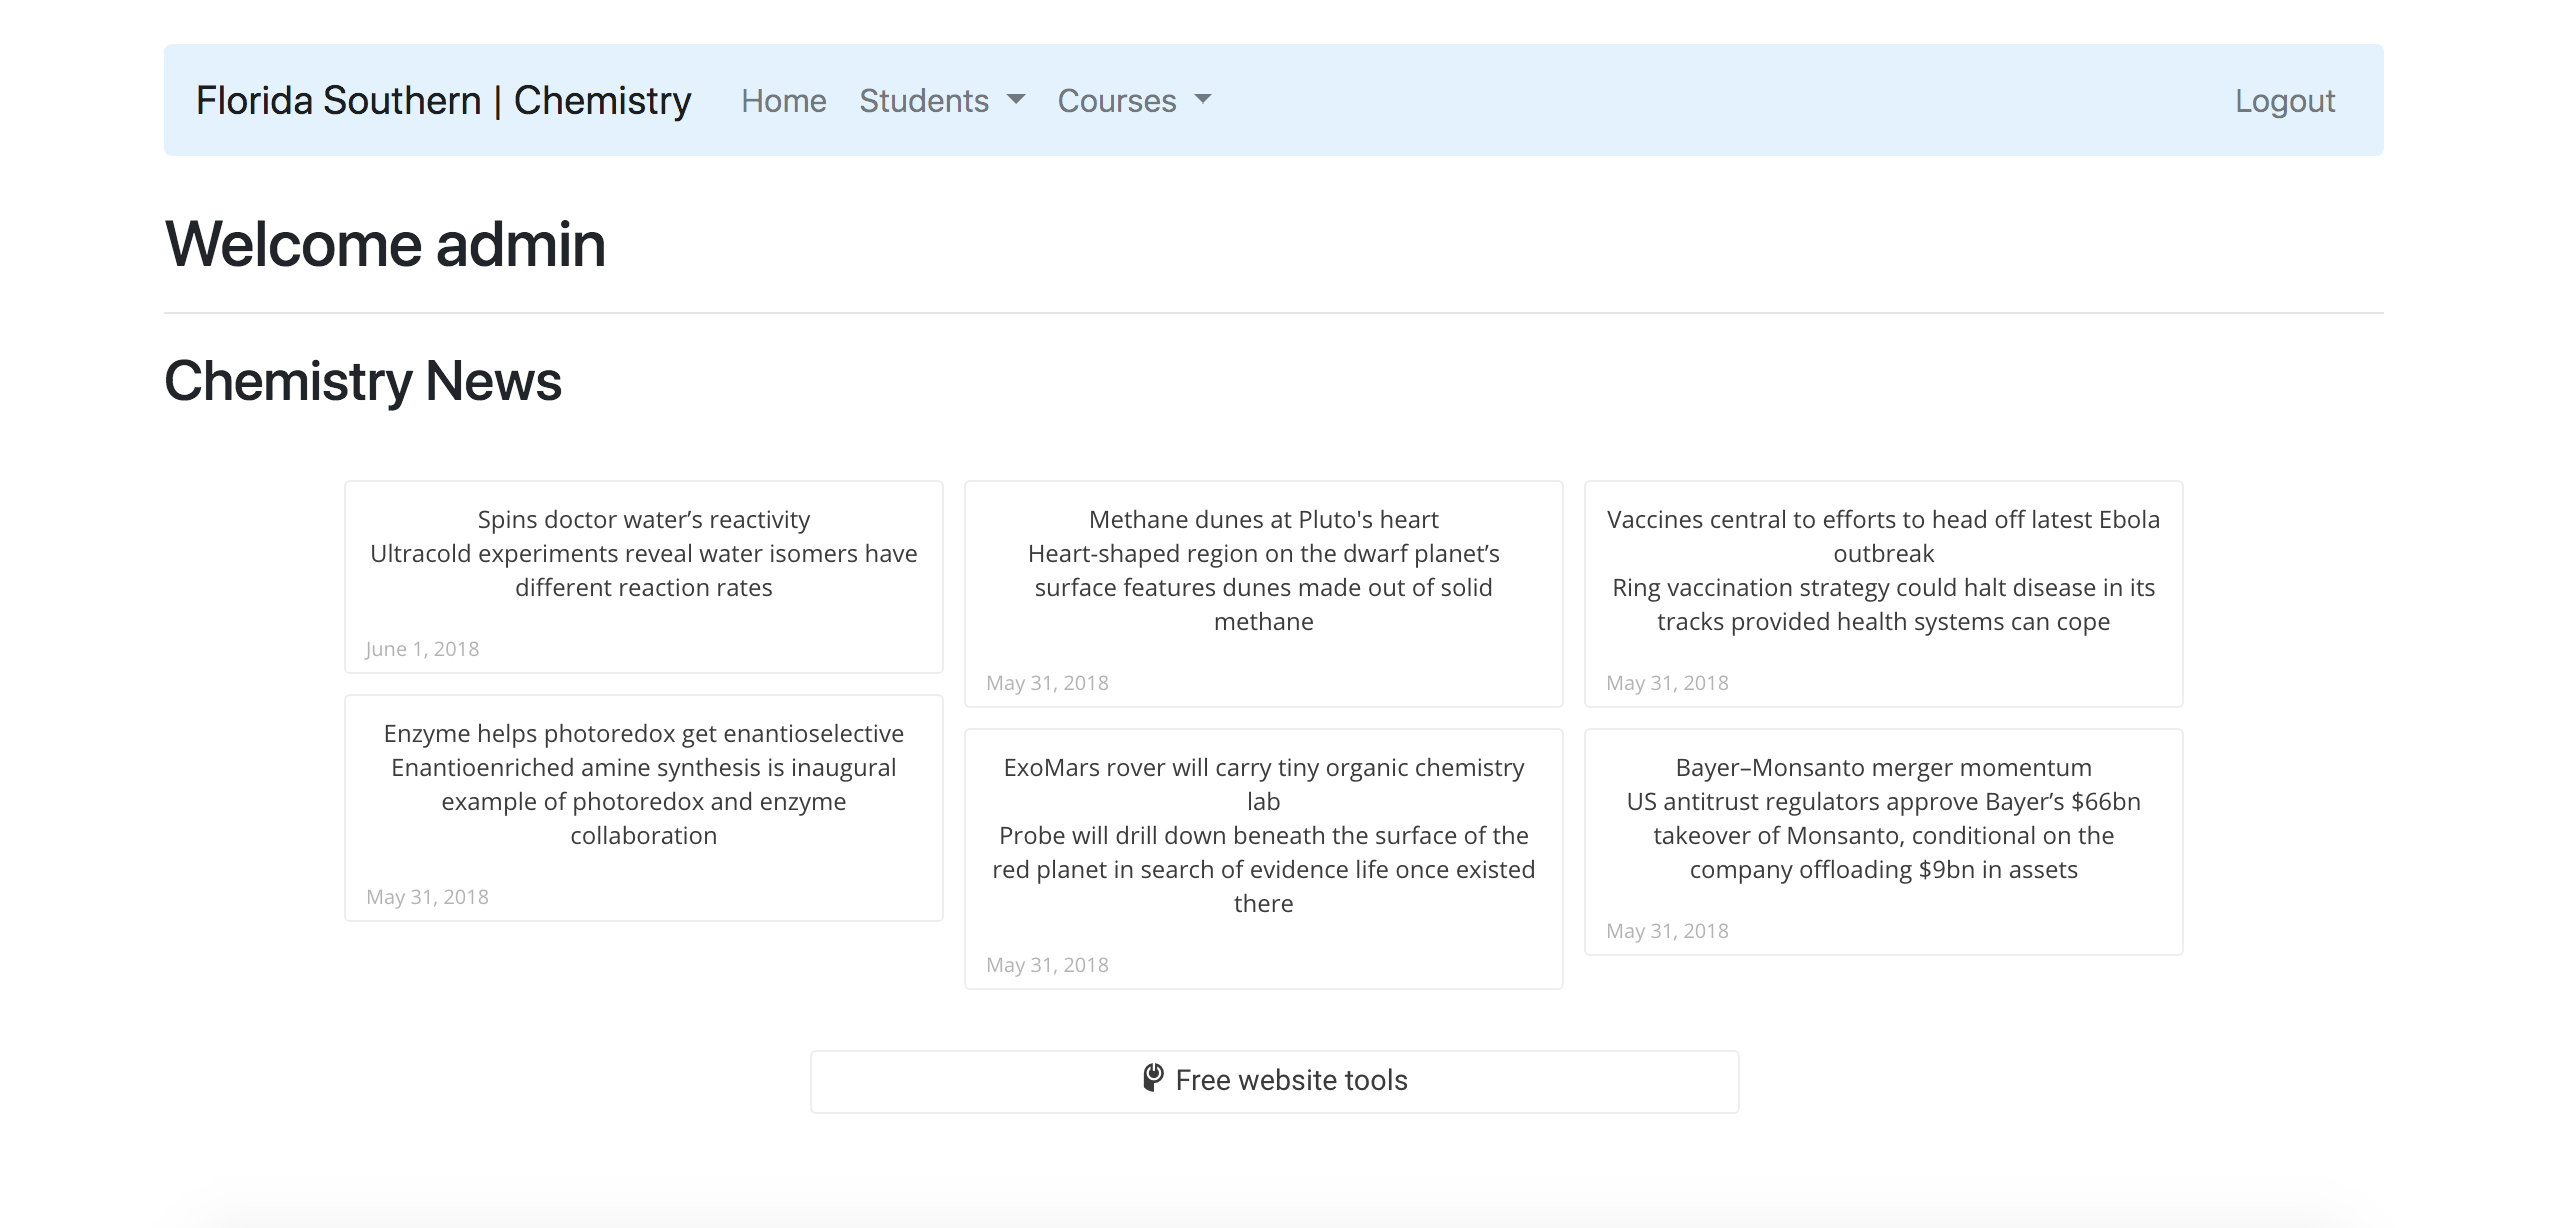 Florida Southern | Chemistry Home Students Courses Logout
Welcome admin
Chemistry News
Spins doctor water’s reactivity
Ultracold experiments reveal water isomers have
different reaction rates
June 1, 2018
Enzyme helps photoredox get enantioselective
Enantioenriched amine synthesis is inaugural
example of photoredox and enzyme
collaboration
May 31, 2018
Methane dunes at Pluto's heart
Heart-shaped region on the dwarf planet’s
surface features dunes made out of solid
methane
May 31, 2018
ExoMars rover will carry tiny organic chemistry
lab
Probe will drill down beneath the surface of the
red planet in search of evidence life once existed
there
May 31, 2018
Vaccines central to efforts to head off latest Ebola
outbreak
Ring vaccination strategy could halt disease in its
tracks provided health systems can cope
May 31, 2018
Bayer–Monsanto merger momentum
US antitrust regulators approve Bayer’s $66bn
takeover of Monsanto, conditional on the
company offloading $9bn in assets
May 31, 2018
Free website tools